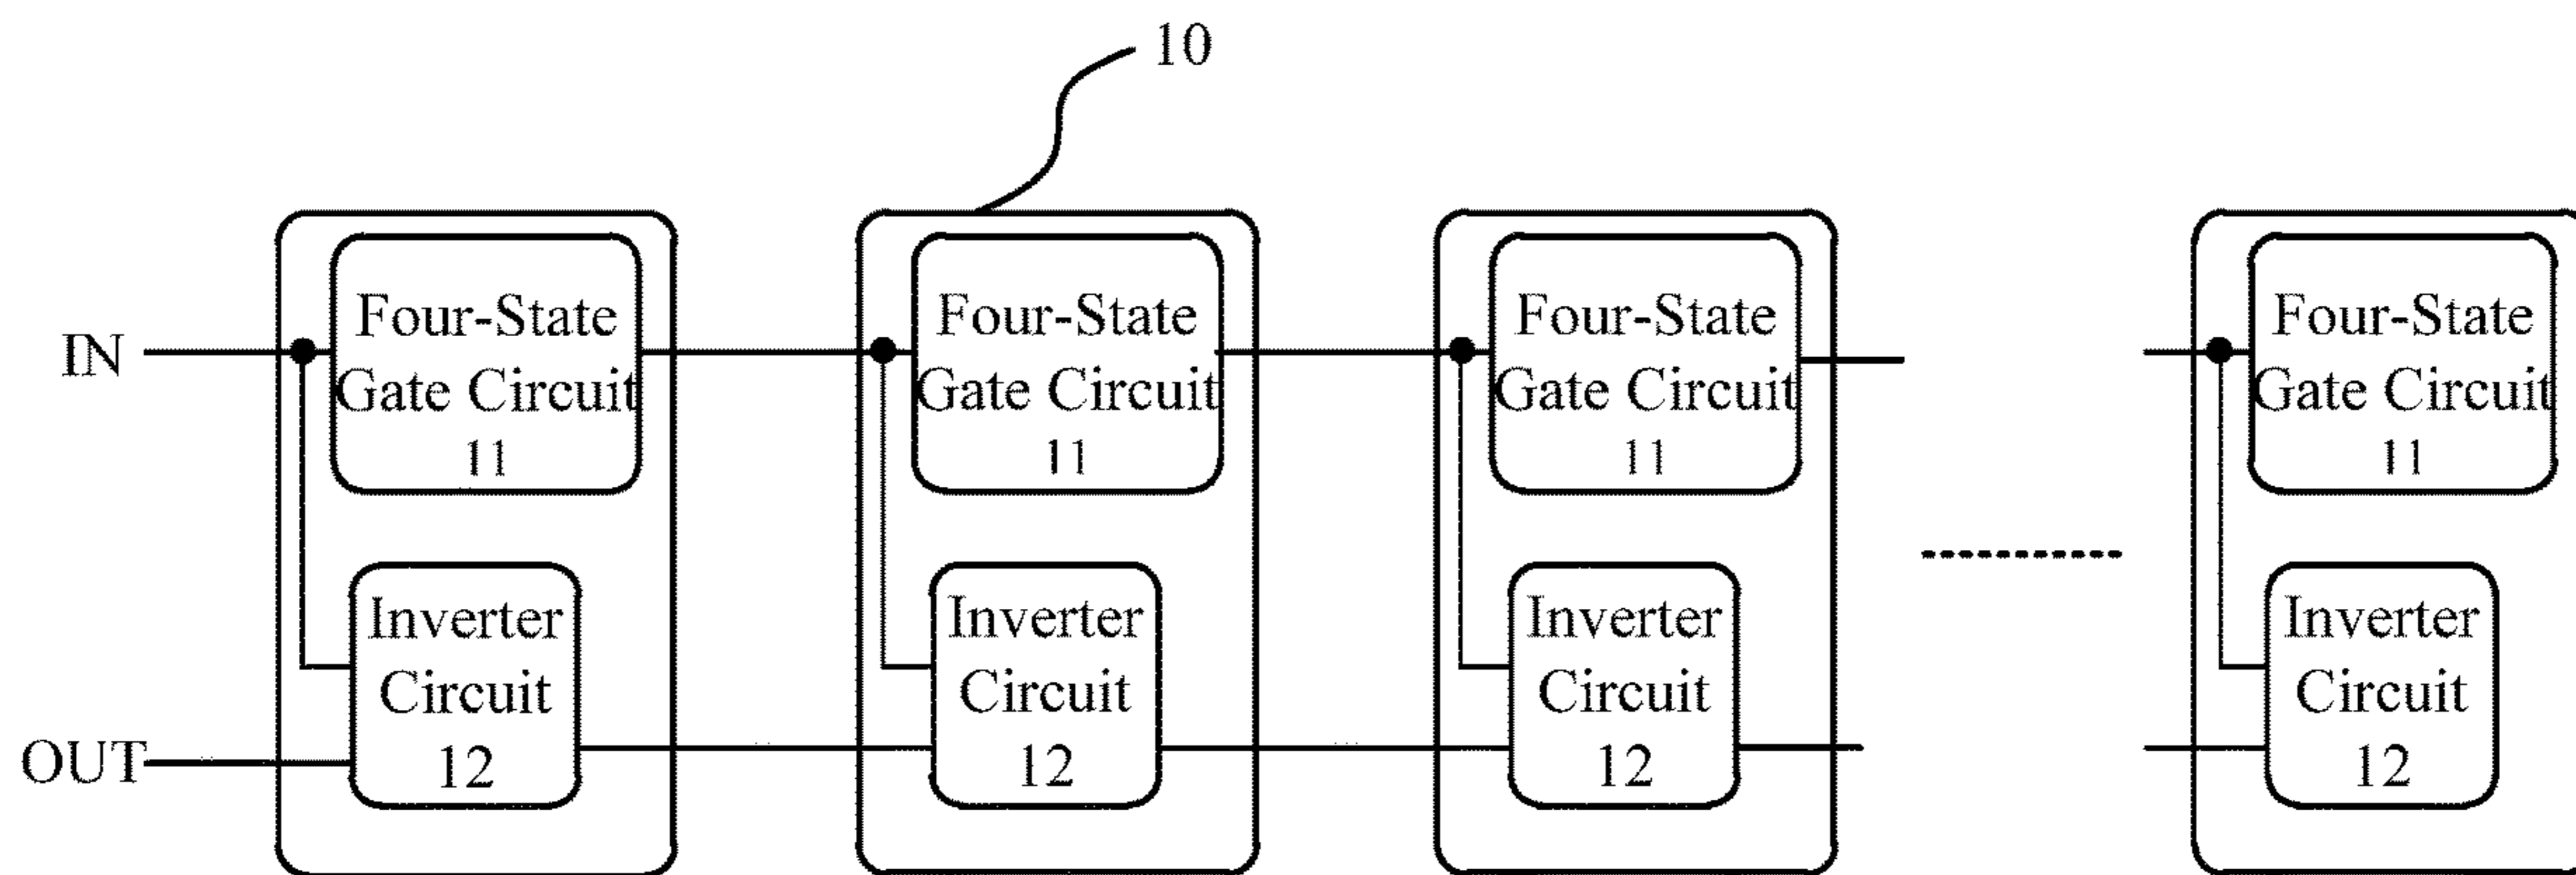 10
IN
Four-State
Gate Circuit
11
Four-State
Gate Circuit
11
Four-State
Gate Circuit
11
Four-State
Gate Circuit
11
OUT
Inverter
Circuit
12
Inverter
Circuit
12
Inverter
Circuit
12
Inverter
Circuit
12